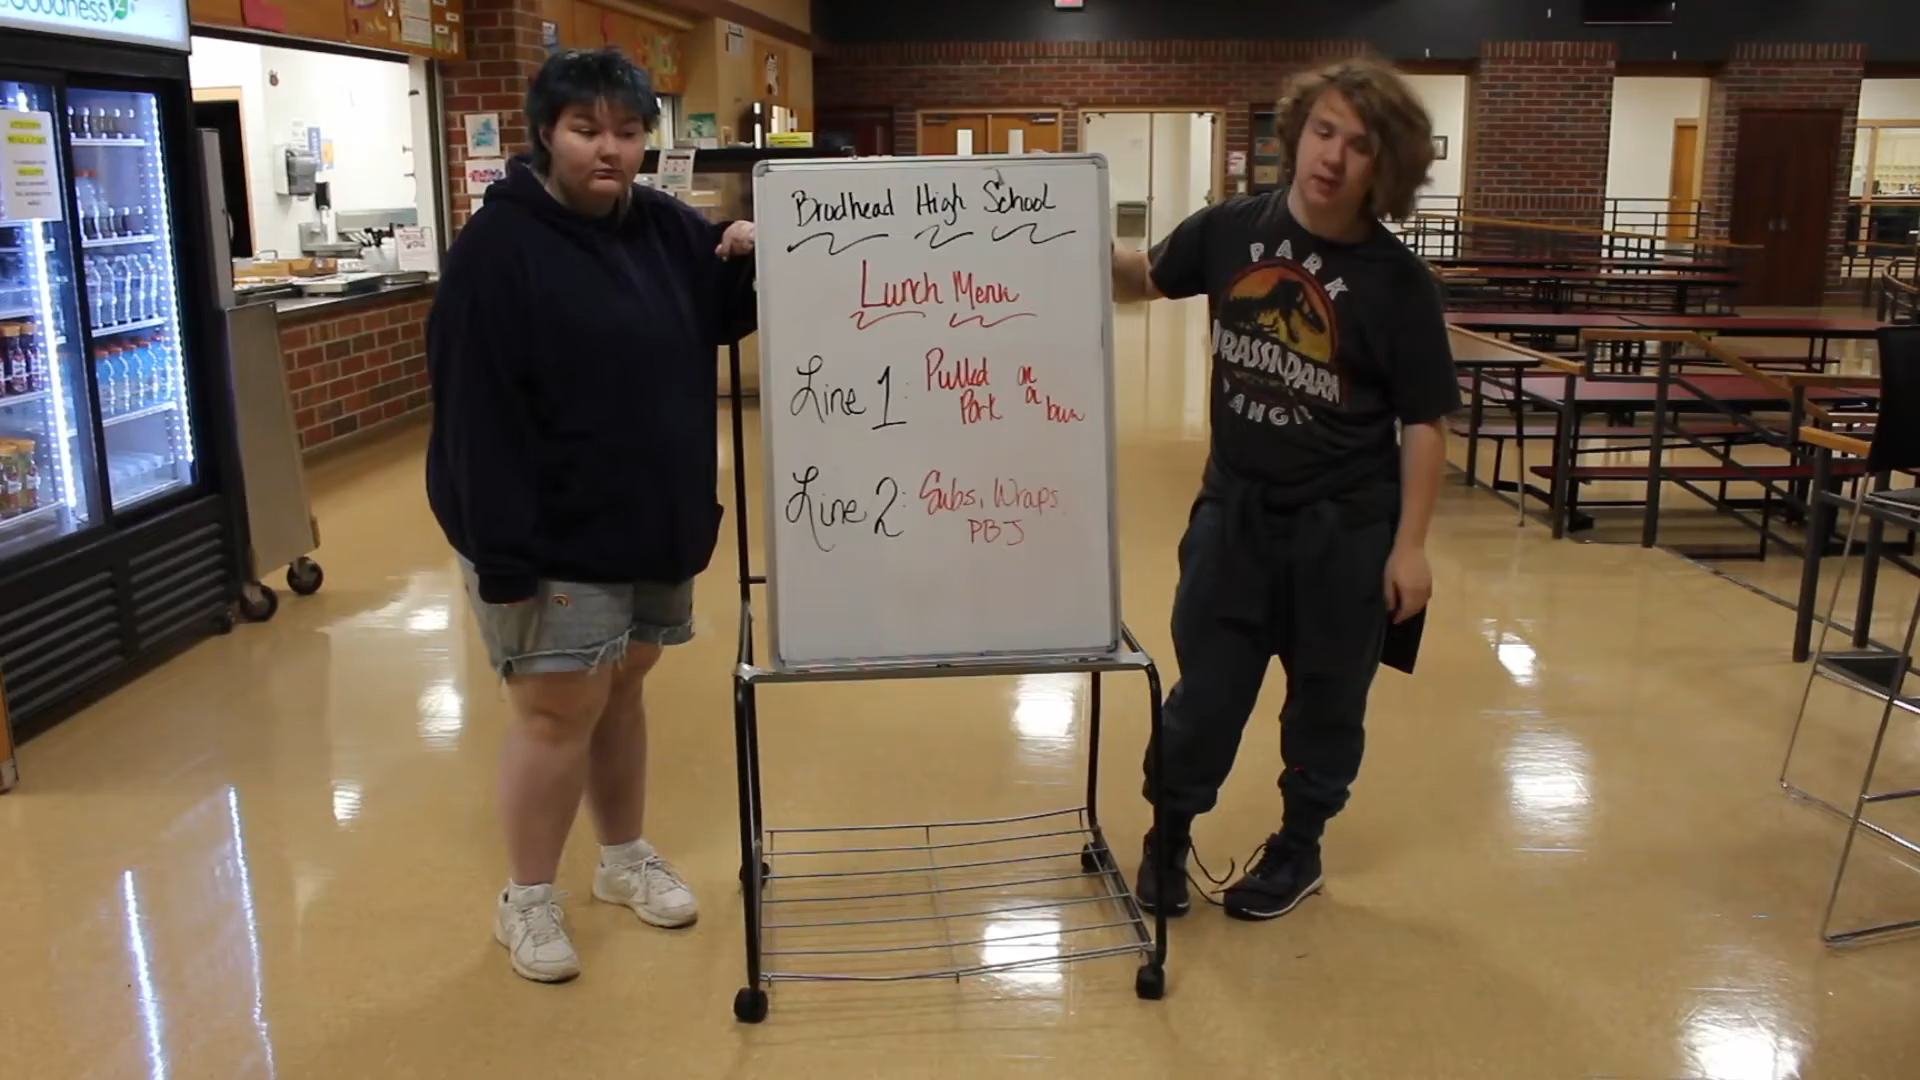 Goodness
Brodhead High School
Lunch Menu
Line 1: Pulled on
Pork a bun
Line 2: Subs, Wraps,
PBJ
PARK
JURASSIC PARK
RANGER